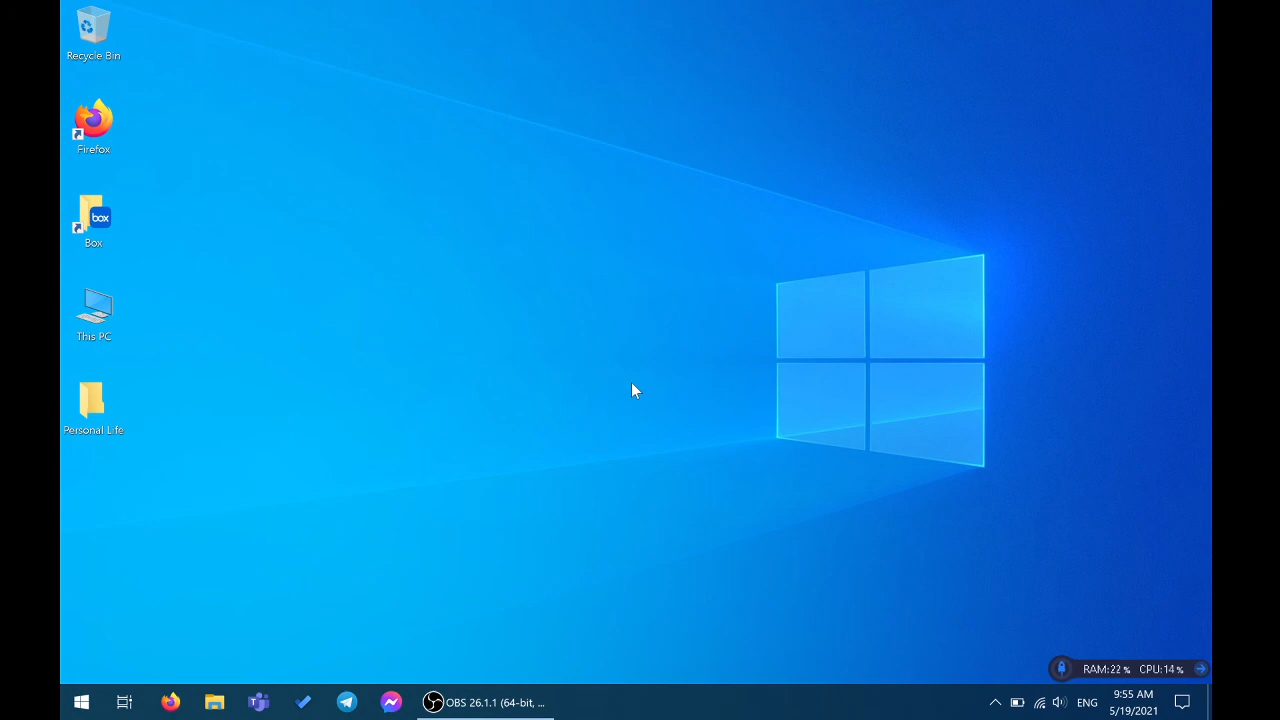 Recycle Bin
Firefox
box
Box
This PC
Personal Life
RAM:22 % CPU:14 %
OBS 26.1.1 (64-bit, ...
ENG
9:55 AM
5/19/2021